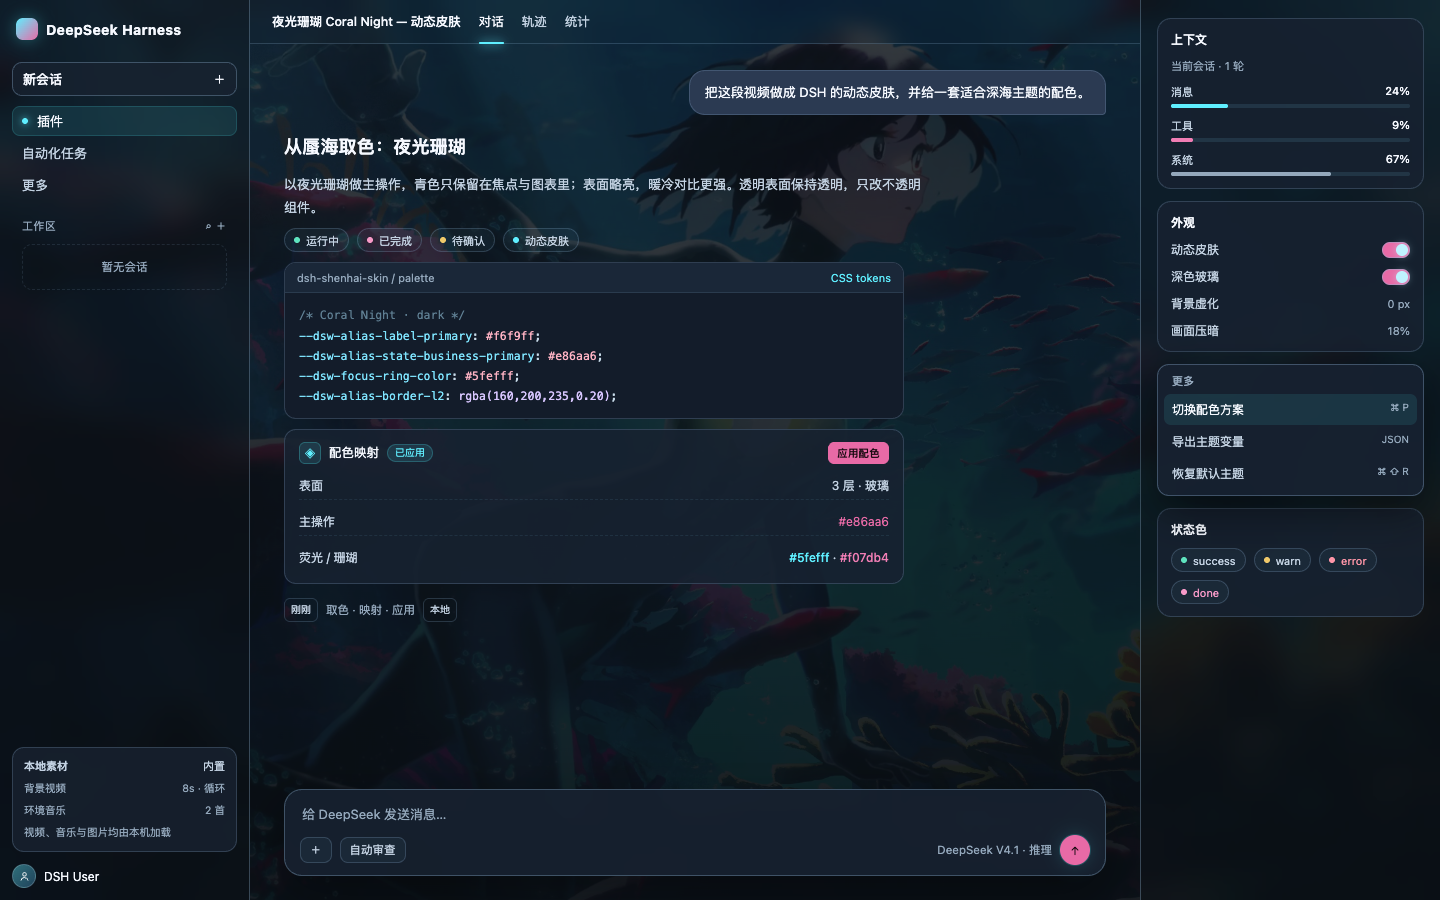 DeepSeek Harness
新会话 +
插件
自动化任务
更多
工作区 +
暂无会话
本地素材 内置
背景视频 8s · 循环
环境音乐 2 首
视频、音乐与图片均由本机加载
DSH User
夜光珊瑚 Coral Night — 动态皮肤 对话 轨迹 统计
把这段视频做成 DSH 的动态皮肤，并给一套适合深海主题的配色。
从蜃海取色：夜光珊瑚
以夜光珊瑚做主操作，青色只保留在焦点与图表里；表面略亮，暖冷对比更强。透明表面保持透明，只改不透明
组件。
运行中 已完成 待确认 动态皮肤
dsh-shenhai-skin / palette CSS tokens
/* Coral Night · dark */
--dsw-alias-label-primary: #f6f9ff;
--dsw-alias-state-business-primary: #e86aa6;
--dsw-focus-ring-color: #5fefff;
--dsw-alias-border-l2: rgba(160,200,235,0.20);
配色映射 已应用 应用配色
表面 3 层 · 玻璃
主操作 #e86aa6
荧光 / 珊瑚 #5fefff · #f07db4
刚刚 取色 · 映射 · 应用 本地
给 DeepSeek 发送消息...
+ 自动审查 DeepSeek V4.1 · 推理 ↑
上下文
当前会话 · 1 轮
消息 24%
工具 9%
系统 67%
外观
动态皮肤
深色玻璃
背景虚化 0 px
画面压暗 18%
更多
切换配色方案 ⌘ P
导出主题变量 JSON
恢复默认主题 ⌘ ⇧ R
状态色
success warn error
done